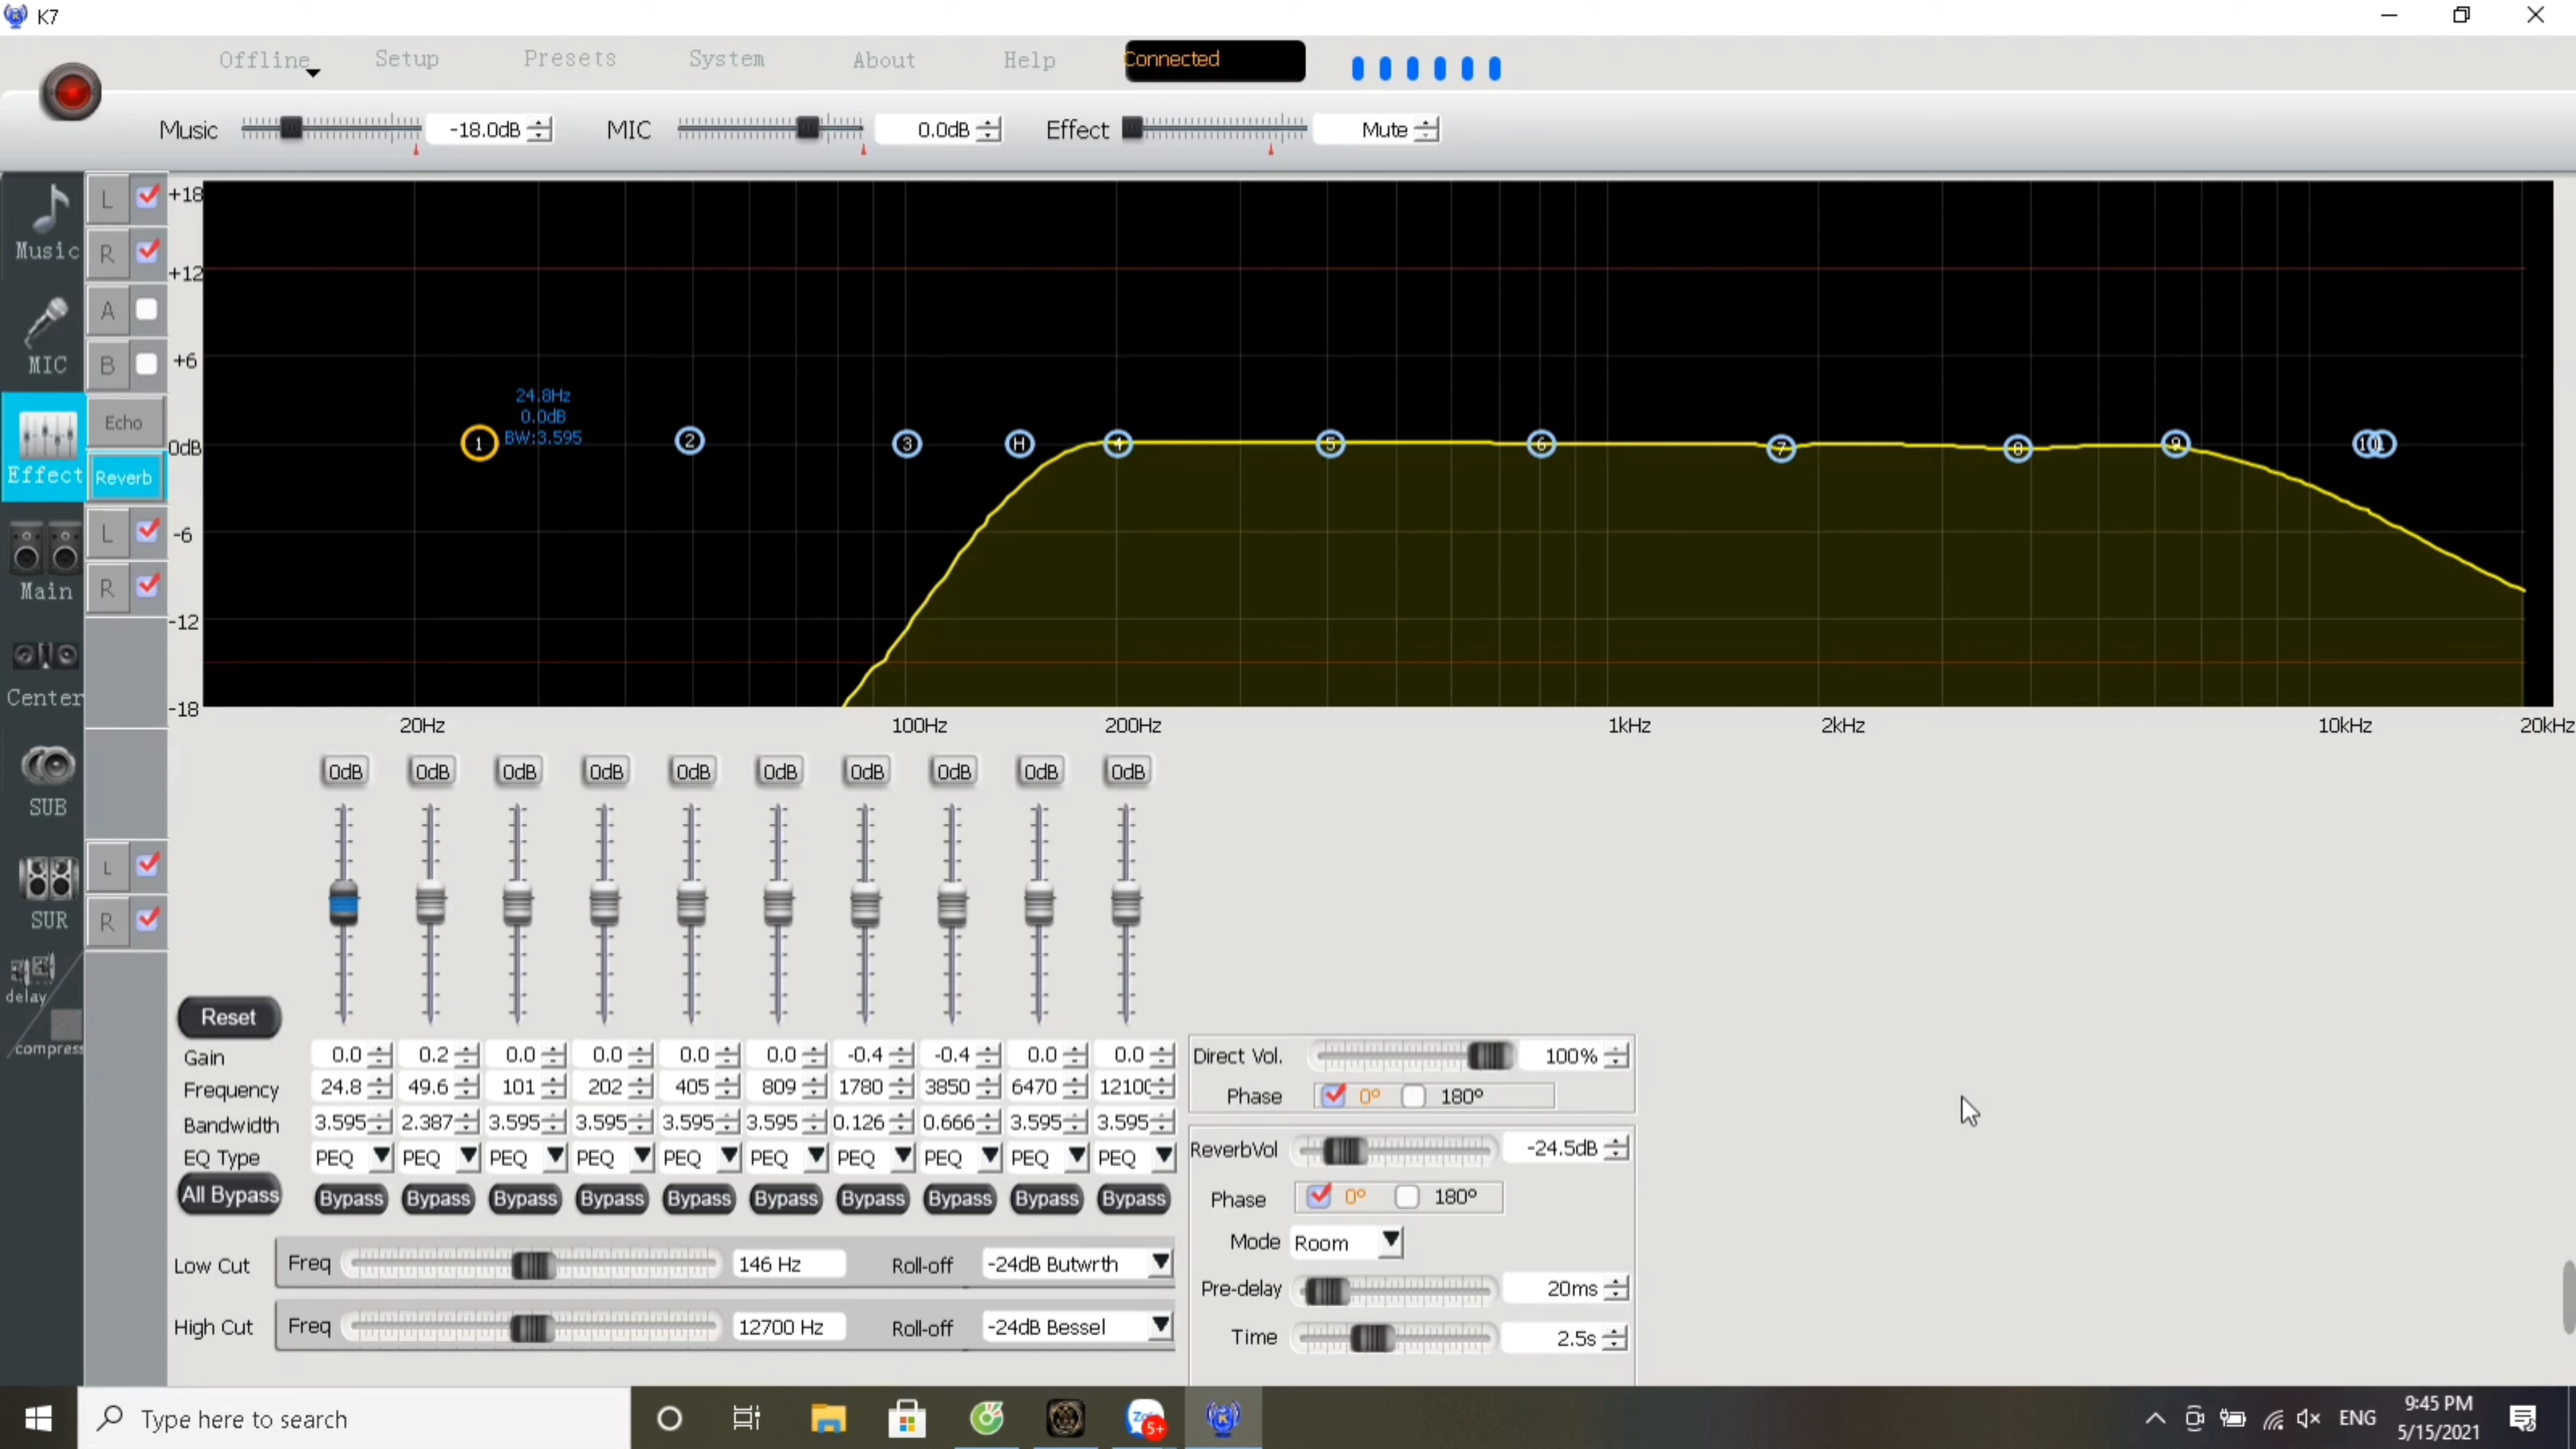 K7
Offline Setup Presets System About Help Connected
Music -18.0dB MIC 0.0dB Effect Mute
Music
MIC
Effect
Main
Center
SUB
SUR
delay
compress
L
R
A
B
Echo
Reverb
L
R
L
R
+18
+12
+6
0dB
-6
-12
-18
24.8Hz
0.0dB
BW:3.595
1 2 3 H 4 5 6 7 8 9 10
20Hz 100Hz 200Hz 1kHz 2kHz 10kHz 20kHz
0dB 0dB 0dB 0dB 0dB 0dB 0dB 0dB 0dB 0dB
Reset
Gain 0.0 0.2 0.0 0.0 0.0 0.0 -0.4 -0.4 0.0 0.0
Frequency 24.8 49.6 101 202 405 809 1780 3850 6470 12100
Bandwidth 3.595 2.387 3.595 3.595 3.595 3.595 0.126 0.666 3.595 3.595
EQ Type PEQ PEQ PEQ PEQ PEQ PEQ PEQ PEQ PEQ PEQ
All Bypass Bypass Bypass Bypass Bypass Bypass Bypass Bypass Bypass Bypass Bypass
Low Cut Freq 146 Hz Roll-off -24dB Butwrth
High Cut Freq 12700 Hz Roll-off -24dB Bessel
Direct Vol. 100%
Phase 0º 180º
ReverbVol -24.5dB
Phase 0º 180º
Mode Room
Pre-delay 20ms
Time 2.5s
Type here to search
5+
ENG
9:45 PM
5/15/2021